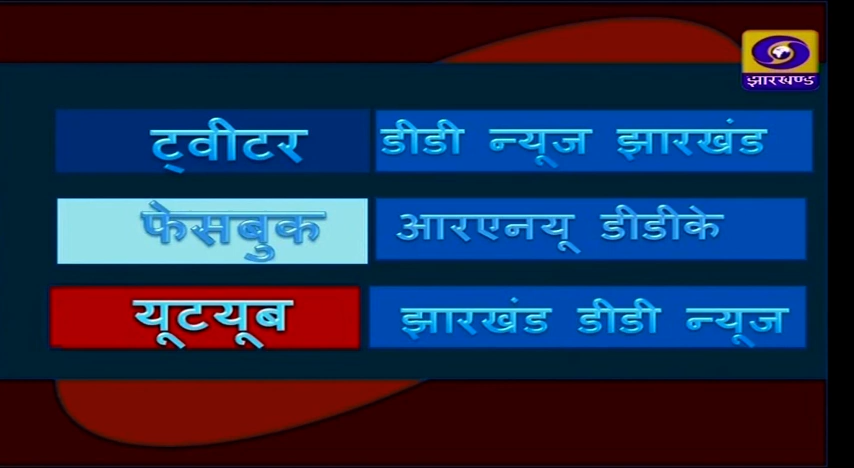 झारखण्ड
ट्वीटर डीडी न्यूज झारखंड
फेसबुक आरएनयू डीडीके
यूटयूब झारखंड डीडी न्यूज